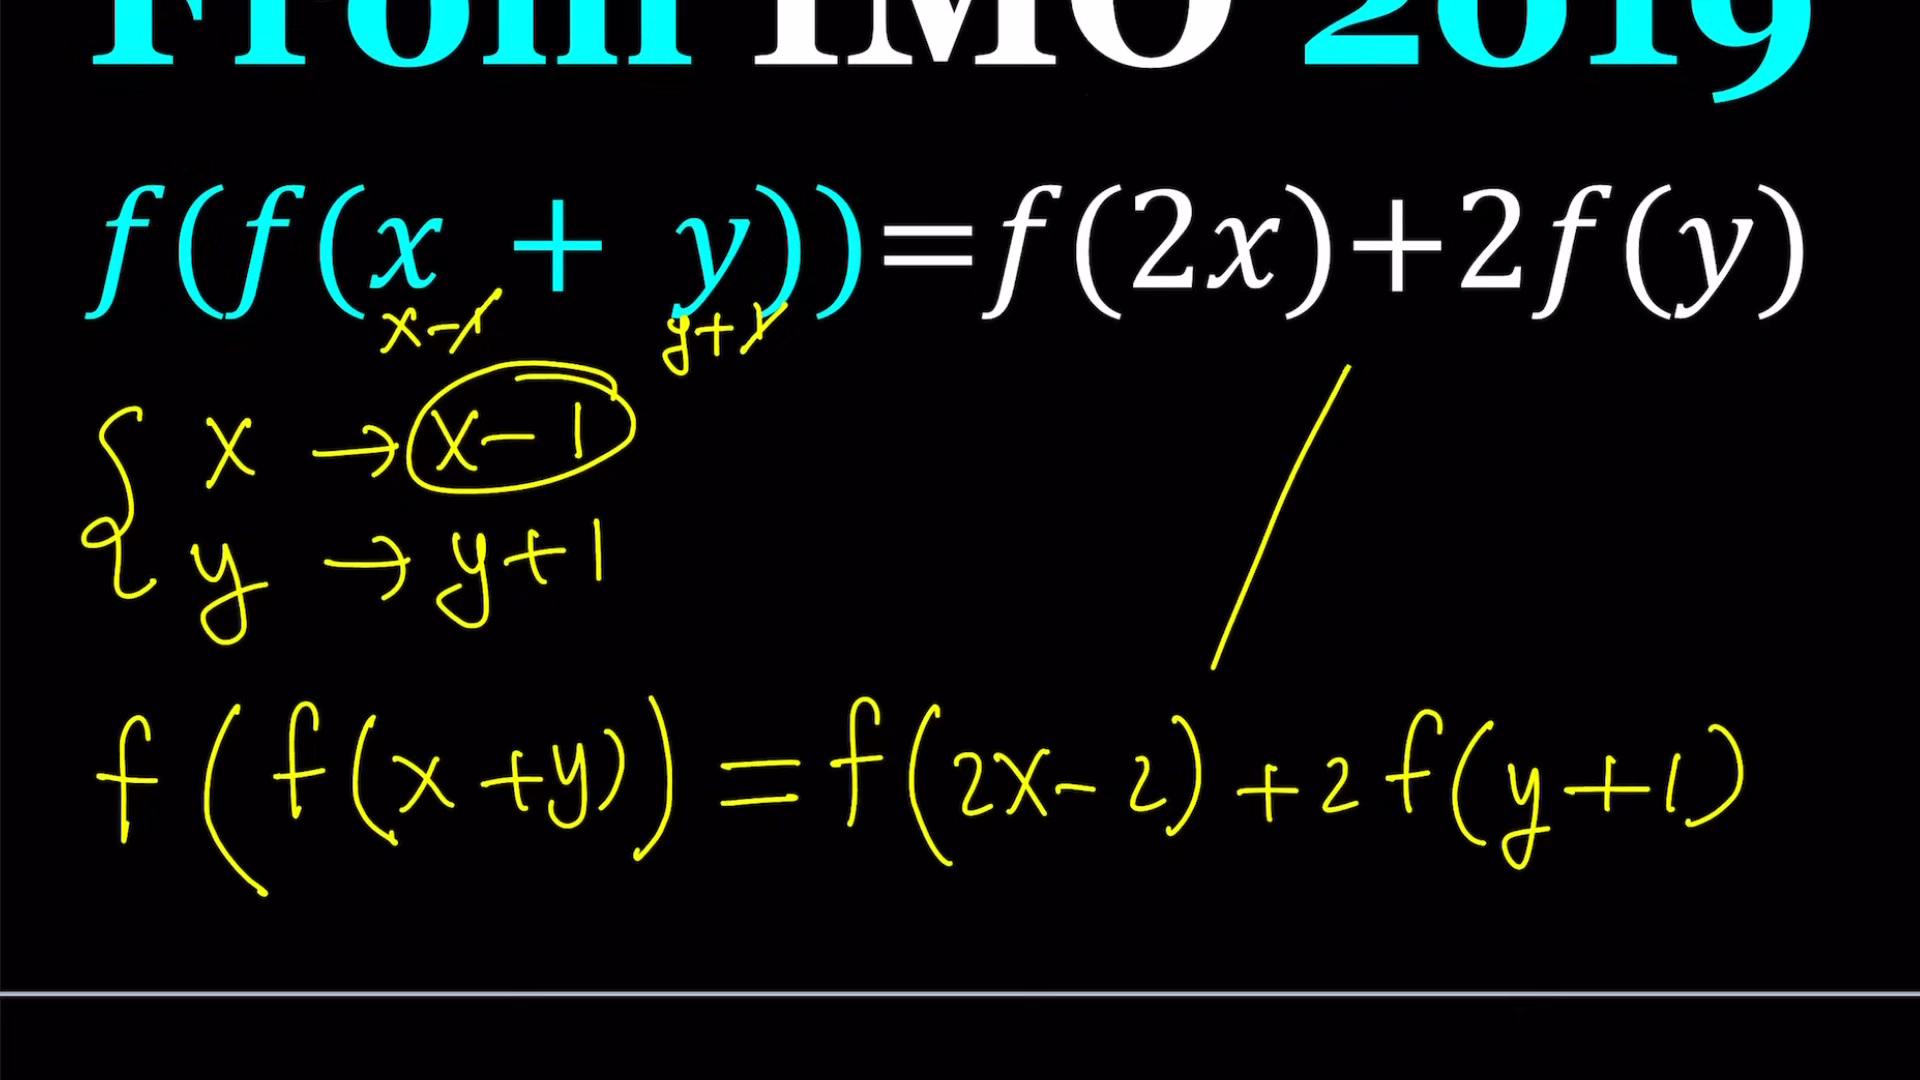 From IMO 2019
f(f(x + y))=f(2x)+2f(y)
x-1 y+1
x → x-1
y → y+1
f(f(x+y))=f(2x-2)+2f(y+1)